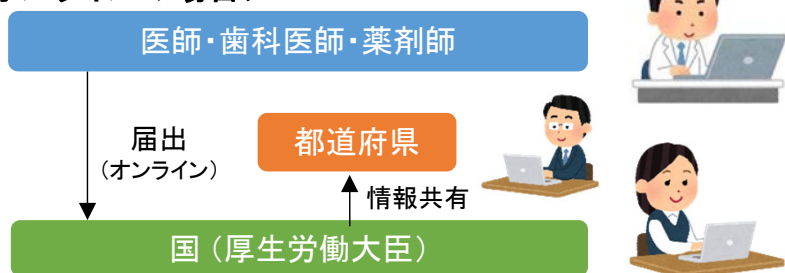 医師・歯科医師・薬剤師
届出
（オンライン）
都道府県
情報共有
国（厚生労働大臣）